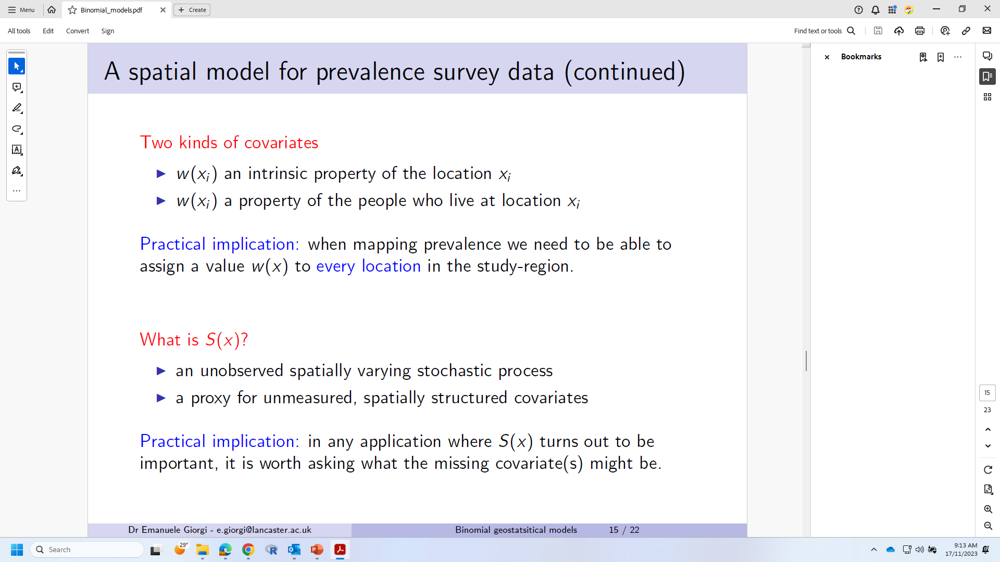 Menu
Binomial_models.pdf
Create
All tools
Edit
Convert
Sign
Find text or tools
Bookmarks
A spatial model for prevalence survey data (continued)
Two kinds of covariates
w(xᵢ) an intrinsic property of the location xᵢ
w(xᵢ) a property of the people who live at location xᵢ
Practical implication: when mapping prevalence we need to be able to
assign a value w(x) to every location in the study-region.
What is S(x)?
an unobserved spatially varying stochastic process
a proxy for unmeasured, spatially structured covariates
Practical implication: in any application where S(x) turns out to be
important, it is worth asking what the missing covariate(s) might be.
15
23
Dr Emanuele Giorgi - e.giorgi@lancaster.ac.uk
Binomial geostatsitical models
15 / 22
Search
29°
9:13 AM
17/11/2023